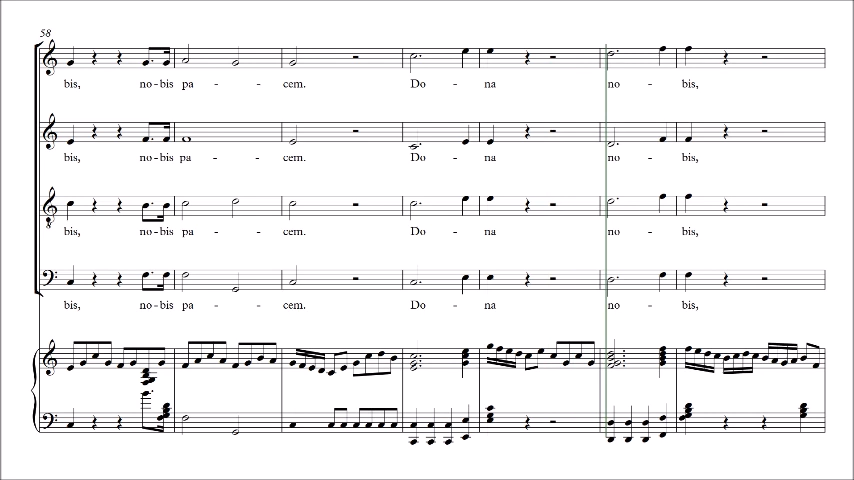 58
bis, no - bis pa - - cem. Do - na no - bis,
bis, no - bis pa - - cem. Do - na no - bis,
bis, no - bis pa - - cem. Do - na no - bis,
bis, no - bis pa - - cem. Do - na no - bis,